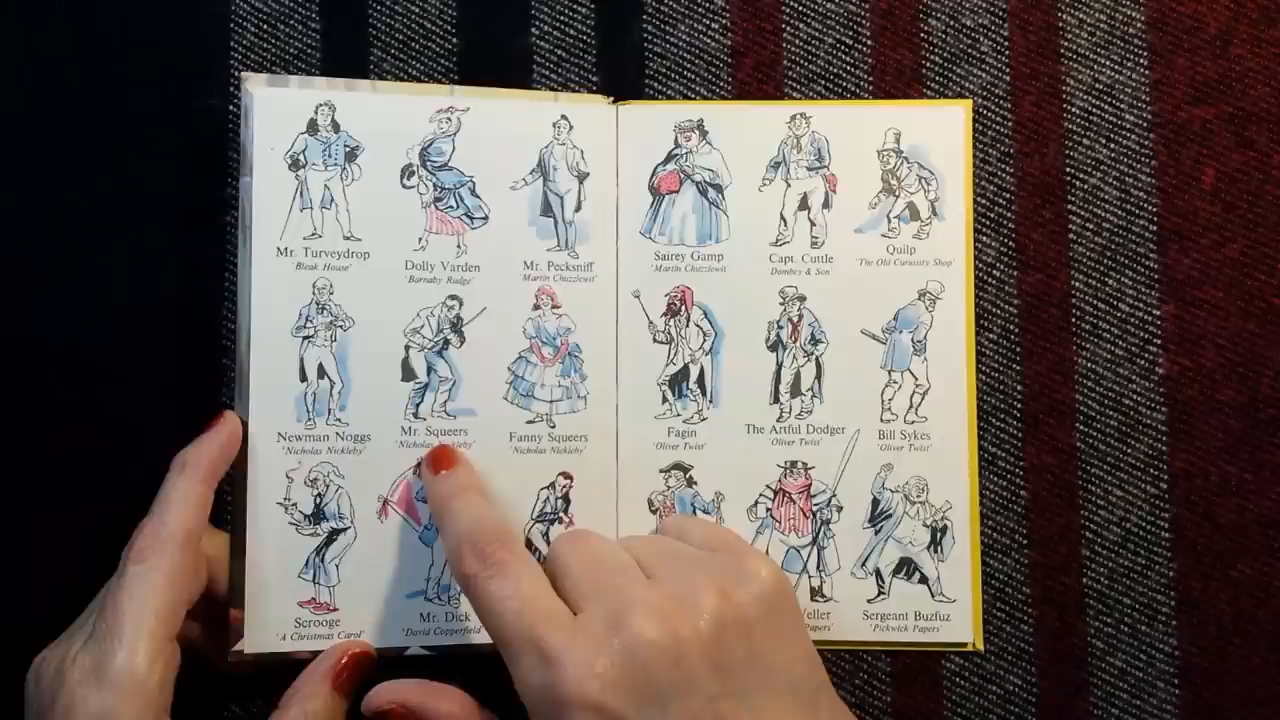 Mr. Turveydrop
'Bleak House'
Dolly Varden
'Barnaby Rudge'
Mr. Pecksniff
'Martin Chuzzlewit'
Newman Noggs
'Nicholas Nickleby'
Mr. Squeers
'Nicholas Nickleby'
Fanny Squeers
'Nicholas Nickleby'
Scrooge
'A Christmas Carol'
Mr. Dick
'David Copperfield'
Sairey Gamp
'Martin Chuzzlewit'
Capt. Cuttle
'Dombey & Son'
Quilp
'The Old Curiosity Shop'
Fagin
'Oliver Twist'
The Artful Dodger
'Oliver Twist'
Bill Sykes
'Oliver Twist'
Papers'
Sergeant Buzfuz
'Pickwick Papers'